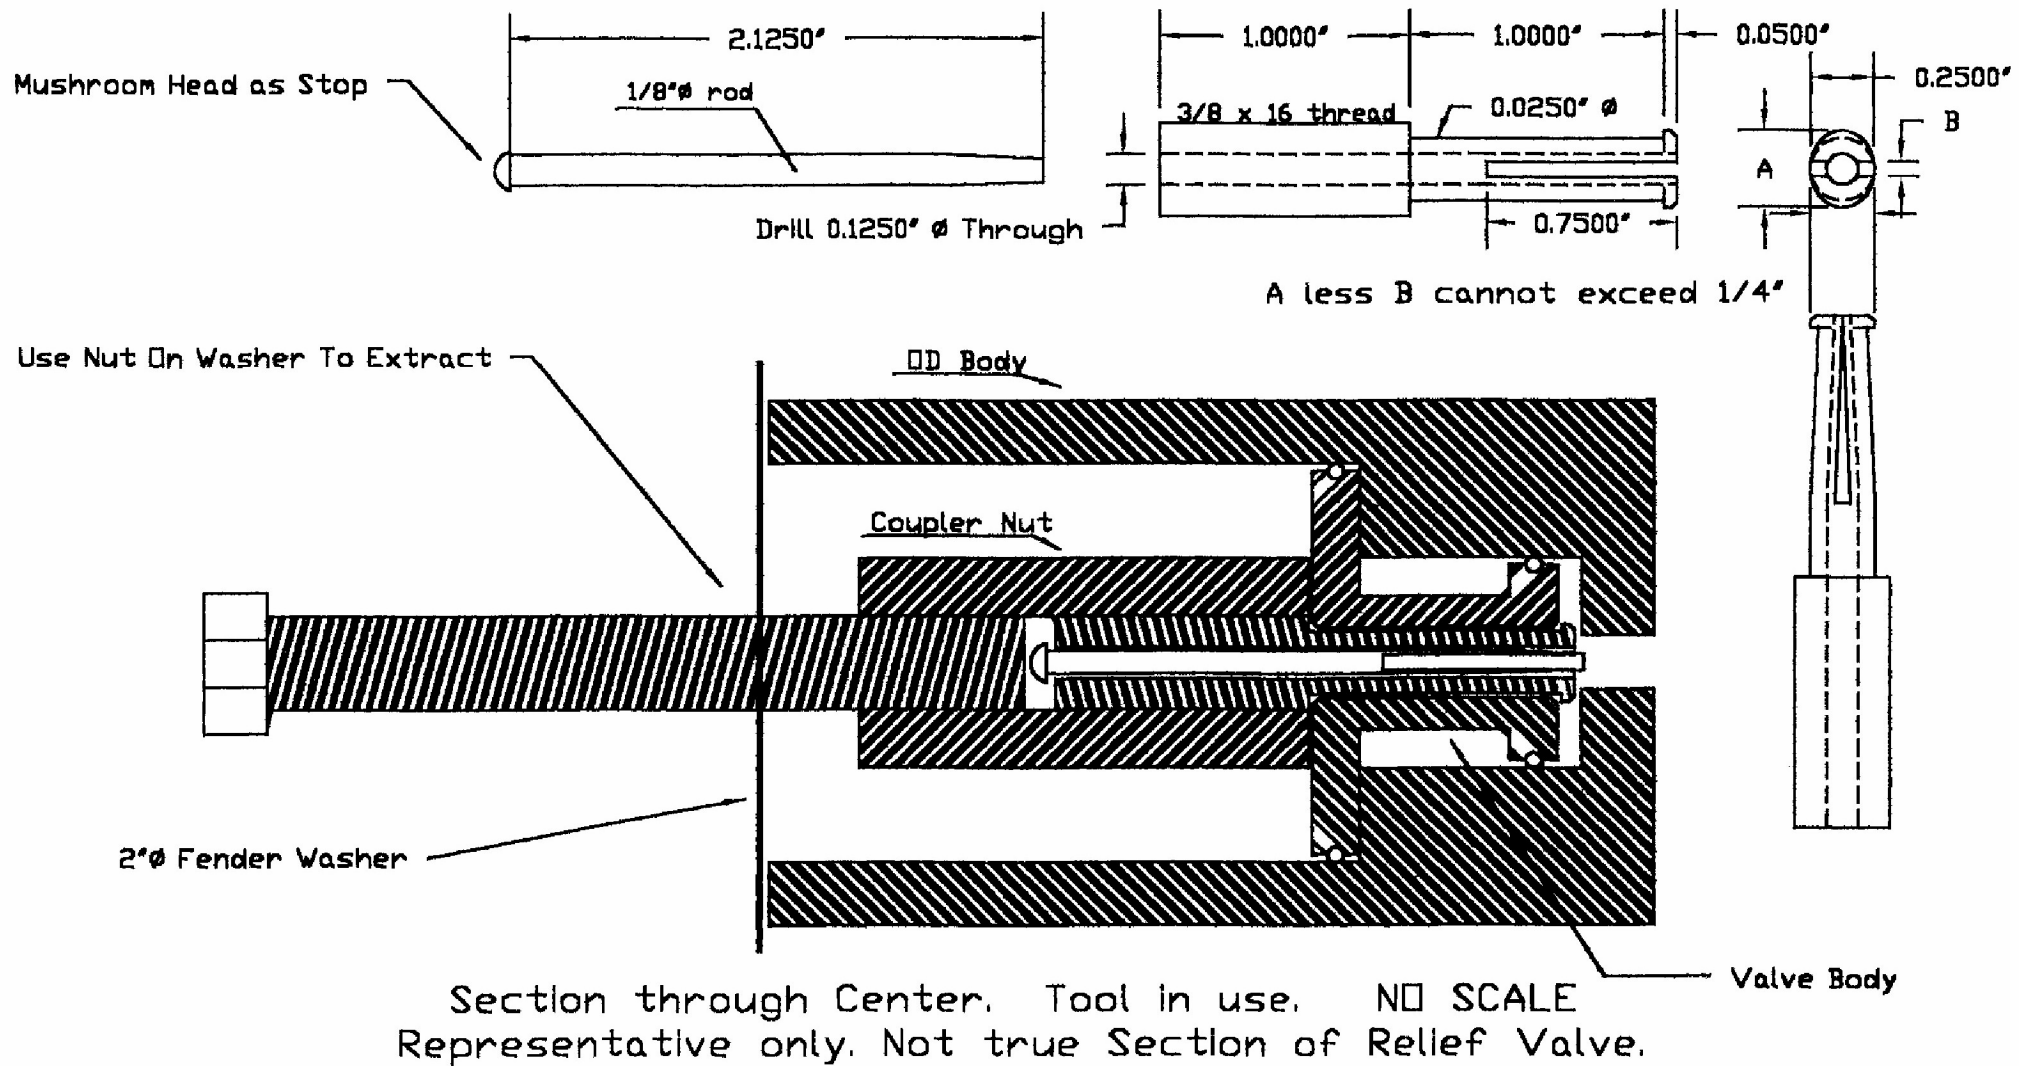 2.1250"
1.0000"
1.0000"
0.0500"
Mushroom Head as Stop
1/8"Ø rod
3/8 x 16 thread
0.0250" Ø
0.2500"
B
A
Drill 0.1250" Ø Through
0.7500"
A less B cannot exceed 1/4"
Use Nut On Washer To Extract
OD Body
Coupler Nut
2"Ø Fender Washer
Valve Body
Section through Center. Tool in use. NO SCALE
Representative only. Not true Section of Relief Valve.